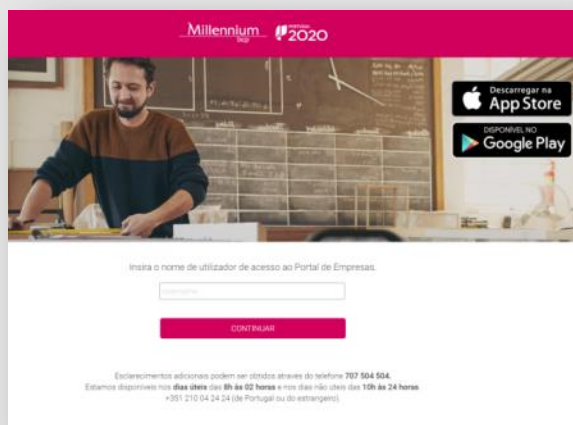 Millennium
bcp
PORTUGAL
2020
Descarregar na
App Store
DISPONÍVEL NO
Google Play
Insira o nome de utilizador de acesso ao Portal de Empresas
CONTINUAR
Esclarecimentos adicionais podem ser obtidos através do telefone 707 504 504.
Estamos disponíveis nos dias úteis das 8h às 02 horas e nos dias não úteis das 10h às 24 horas
+351 210 04 24 24 (de Portugal ou do estrangeiro)